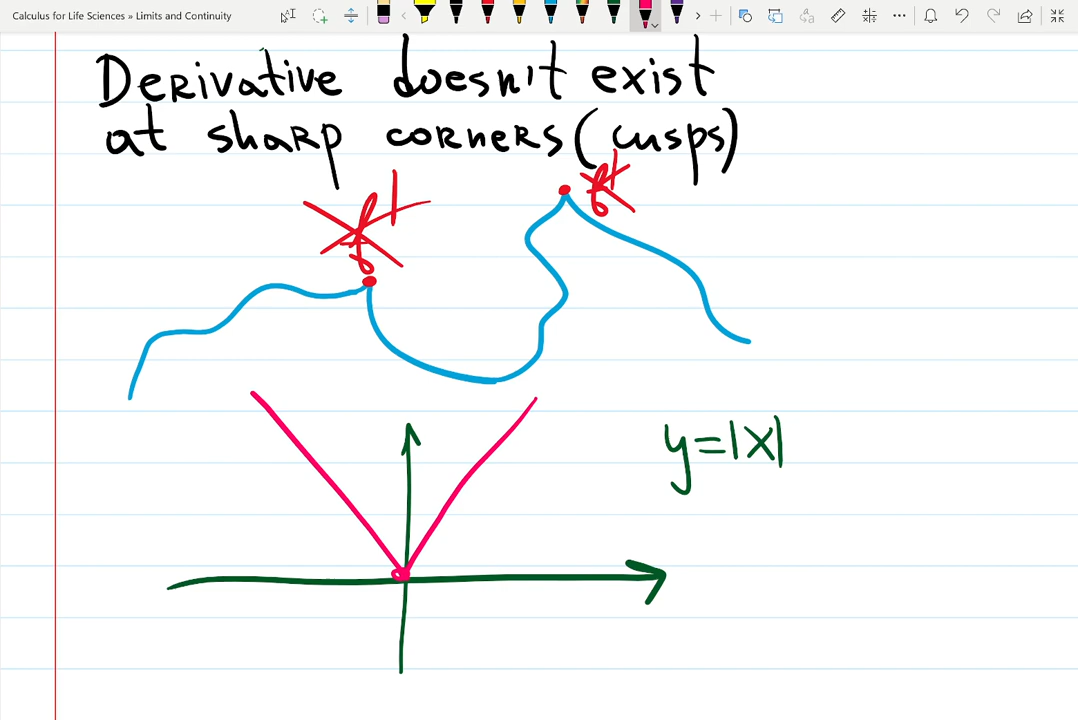 Calculus for Life Sciences » Limits and Continuity
Derivative doesn't exist
at sharp corners (cusps)
f'
f'
y=|x|